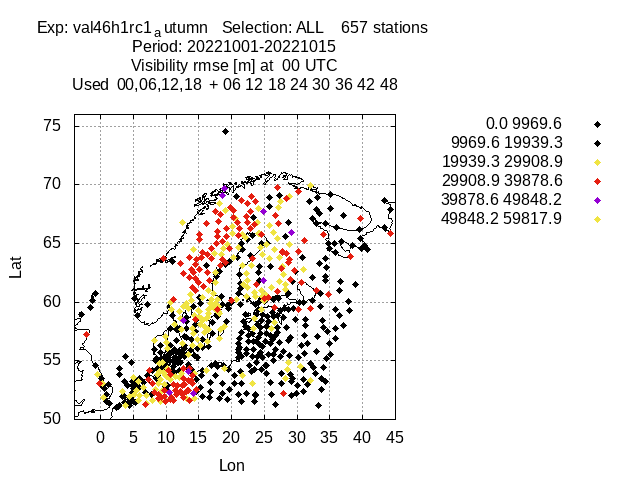 Exp: val46h1rc1autumn   Selection: ALL    657 stations
Period: 20221001-20221015
Visibility rmse [m] at  00 UTC
Used  00,06,12,18  + 06 12 18 24 30 36 42 48
0.0 9969.6
9969.6 19939.3
19939.3 29908.9
29908.9 39878.6
39878.6 49848.2
49848.2 59817.9
75
70
65
60
55
50
Lat
0 5 10 15 20 25 30 35 40 45
Lon